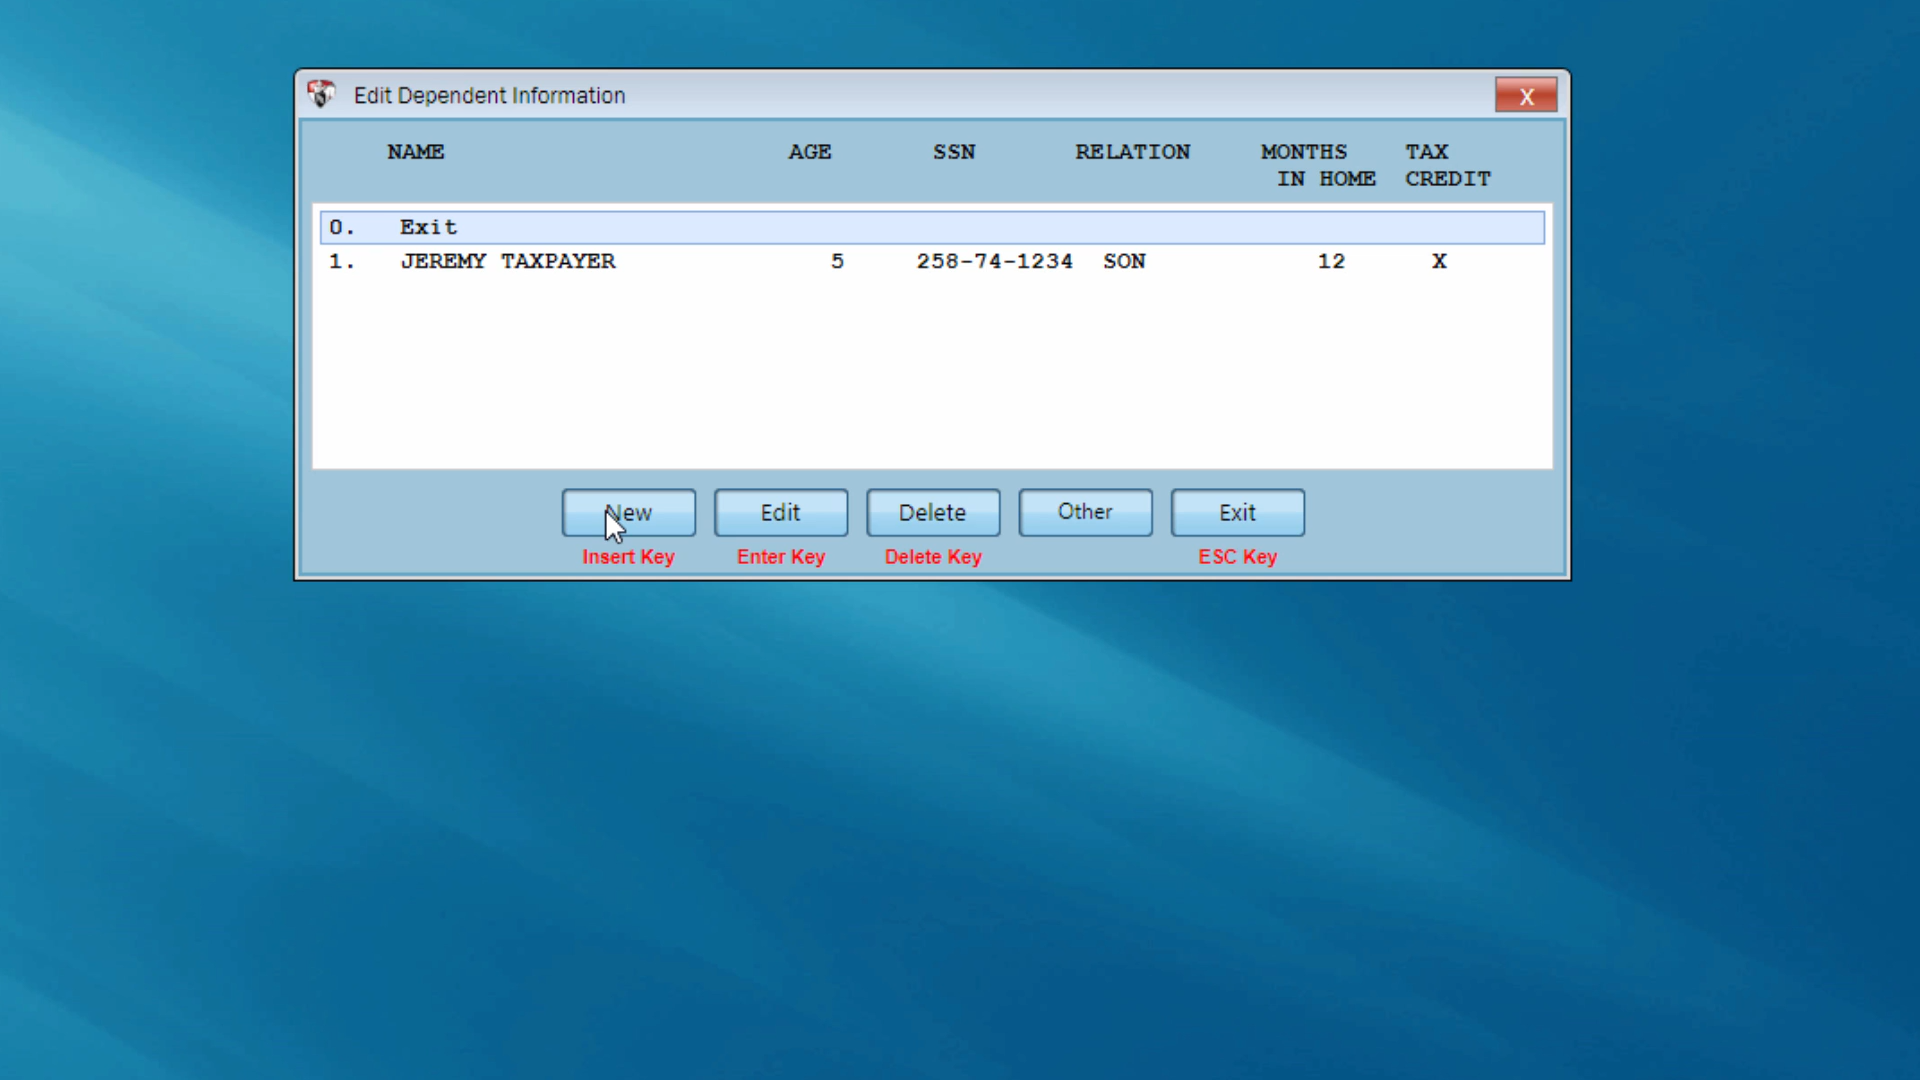 Edit Dependent Information
X
NAME AGE SSN RELATION MONTHS TAX
IN HOME CREDIT
0. Exit
1. JEREMY TAXPAYER 5 258-74-1234 SON 12 X
New Edit Delete Other Exit
Insert Key Enter Key Delete Key ESC Key